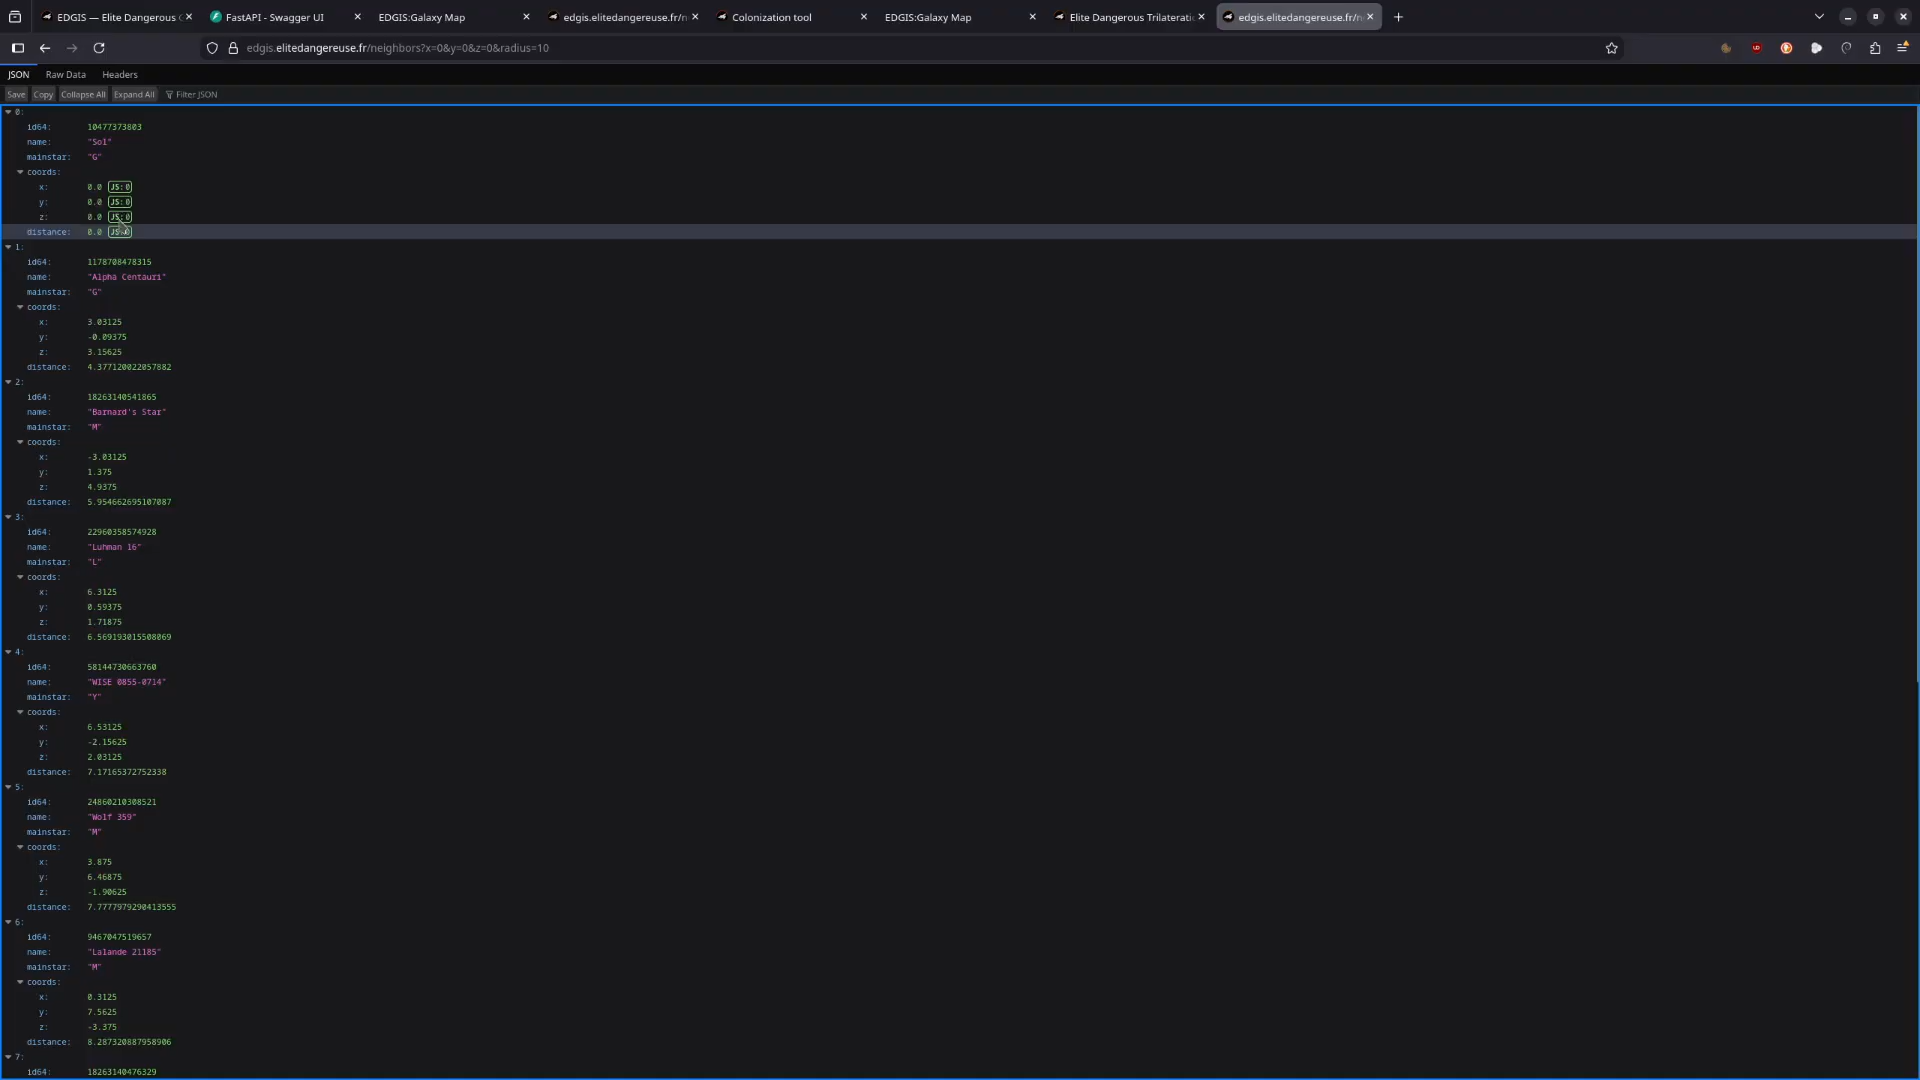 EDGIS — Elite Dangerous G
FastAPI - Swagger UI
EDGIS:Galaxy Map
edgis.elitedangereuse.fr/n
Colonization tool
EDGIS:Galaxy Map
Elite Dangerous Trilaterati
edgis.elitedangereuse.fr/n
edgis.elitedangereuse.fr/neighbors?x=0&y=0&z=0&radius=10
JSON Raw Data Headers
Save Copy Collapse All Expand All Filter JSON
0:
id64: 10477373803
name: "Sol"
mainstar: "G"
coords:
x: 0.0 JS:0
y: 0.0 JS:0
z: 0.0 JS:0
distance: 0.0 JS:0
1:
id64: 1178708478315
name: "Alpha Centauri"
mainstar: "G"
coords:
x: 3.03125
y: -0.09375
z: 3.15625
distance: 4.377120022057882
2:
id64: 18263140541865
name: "Barnard's Star"
mainstar: "M"
coords:
x: -3.03125
y: 1.375
z: 4.9375
distance: 5.954662695107087
3:
id64: 22960358574928
name: "Luhman 16"
mainstar: "L"
coords:
x: 6.3125
y: 0.59375
z: 1.71875
distance: 6.569193015508069
4:
id64: 58144730663760
name: "WISE 0855-0714"
mainstar: "Y"
coords:
x: 6.53125
y: -2.15625
z: 2.03125
distance: 7.17165372752338
5:
id64: 24860210308521
name: "Wolf 359"
mainstar: "M"
coords:
x: 3.875
y: 6.46875
z: -1.90625
distance: 7.7777979290413555
6:
id64: 9467047519657
name: "Lalande 21185"
mainstar: "M"
coords:
x: 0.3125
y: 7.5625
z: -3.375
distance: 8.287320887958906
7:
id64: 18263140476329